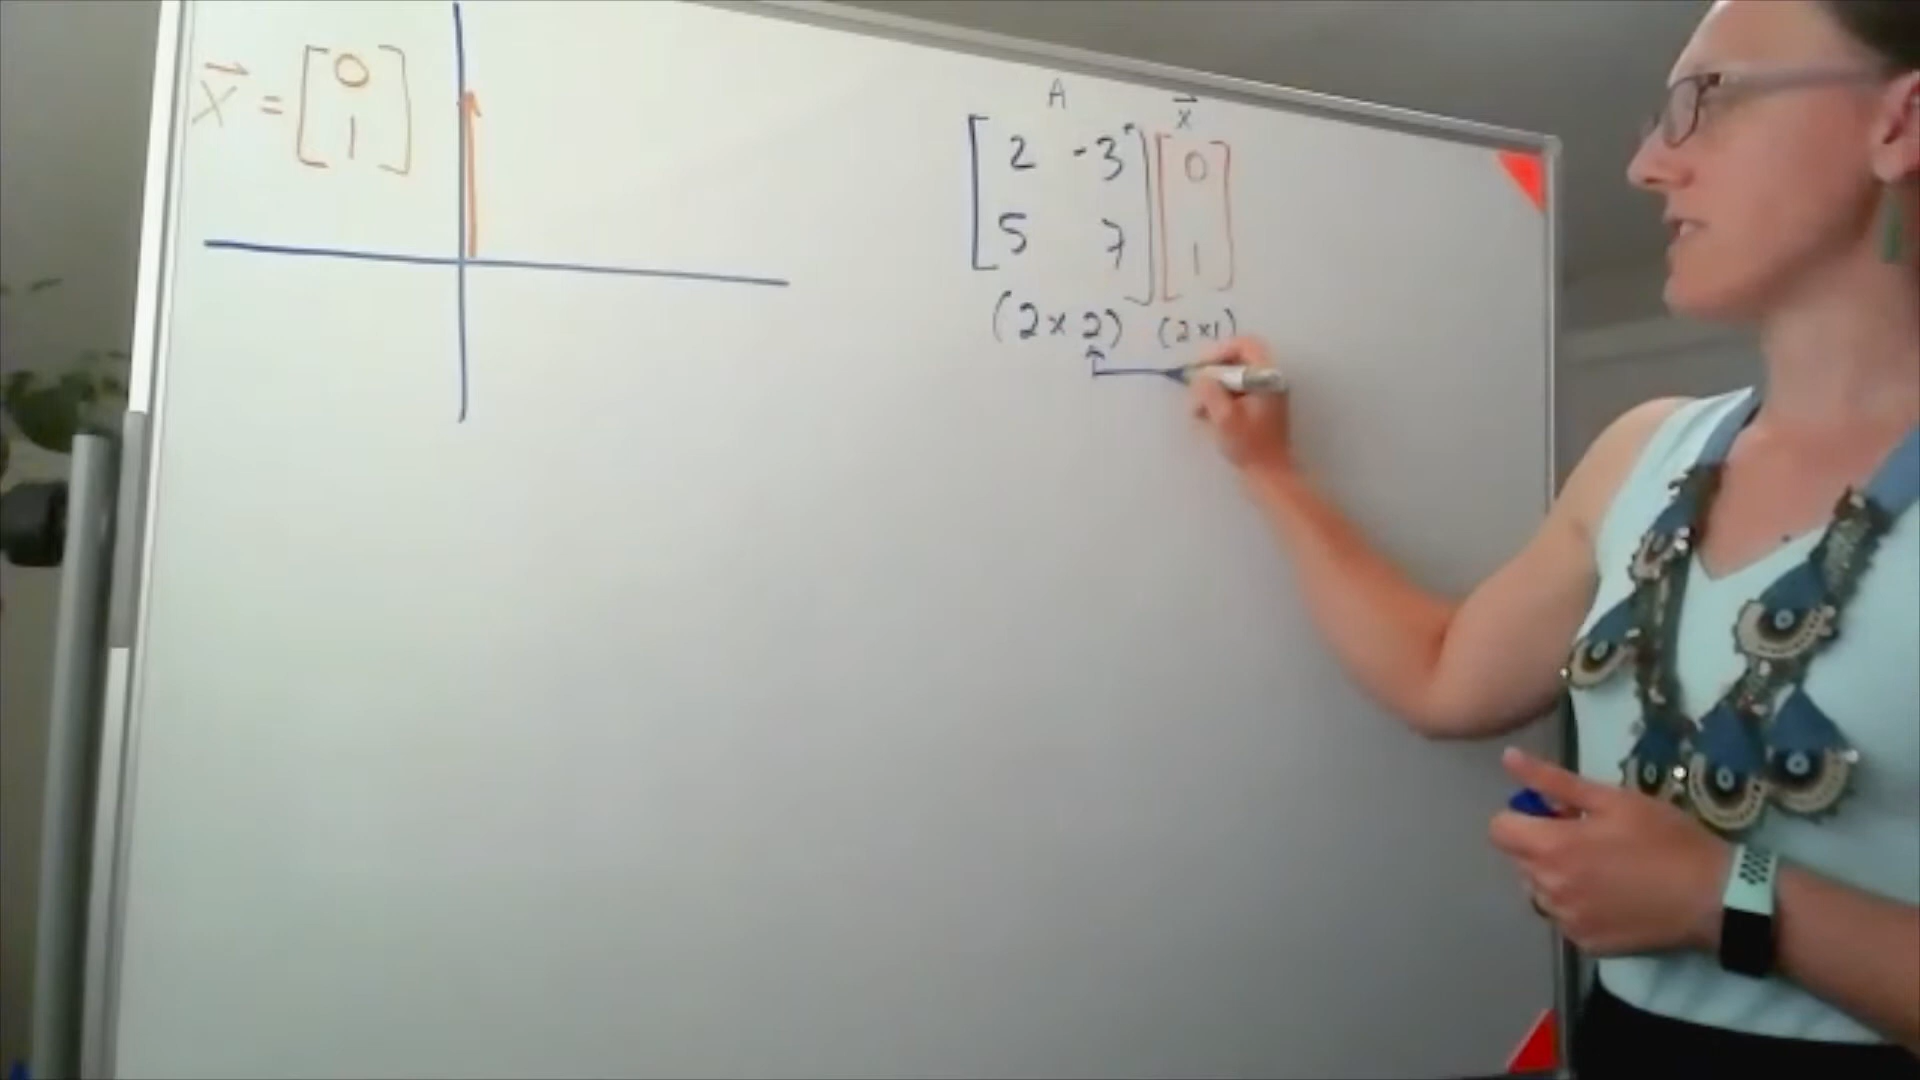 x⃗ = [0
1]
A x⃗
[2 -3] [0]
[5 7] [1]
(2×2) (2×1)